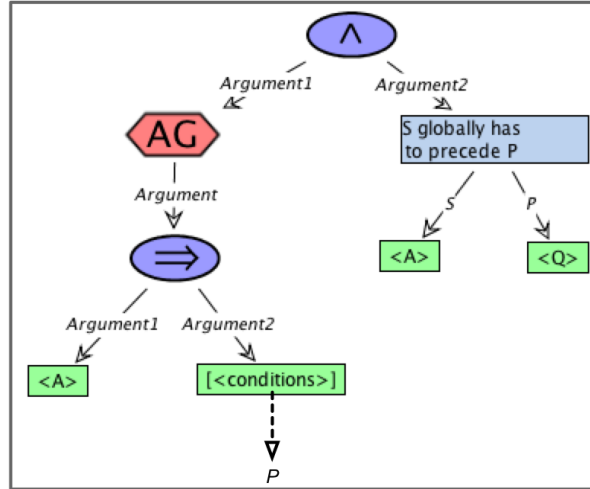 ∧
Argument1
Argument2
AG
S globally has
to precede P
Argument
S
P
⇒
<A>
<Q>
Argument1
Argument2
<A>
[<conditions>]
P